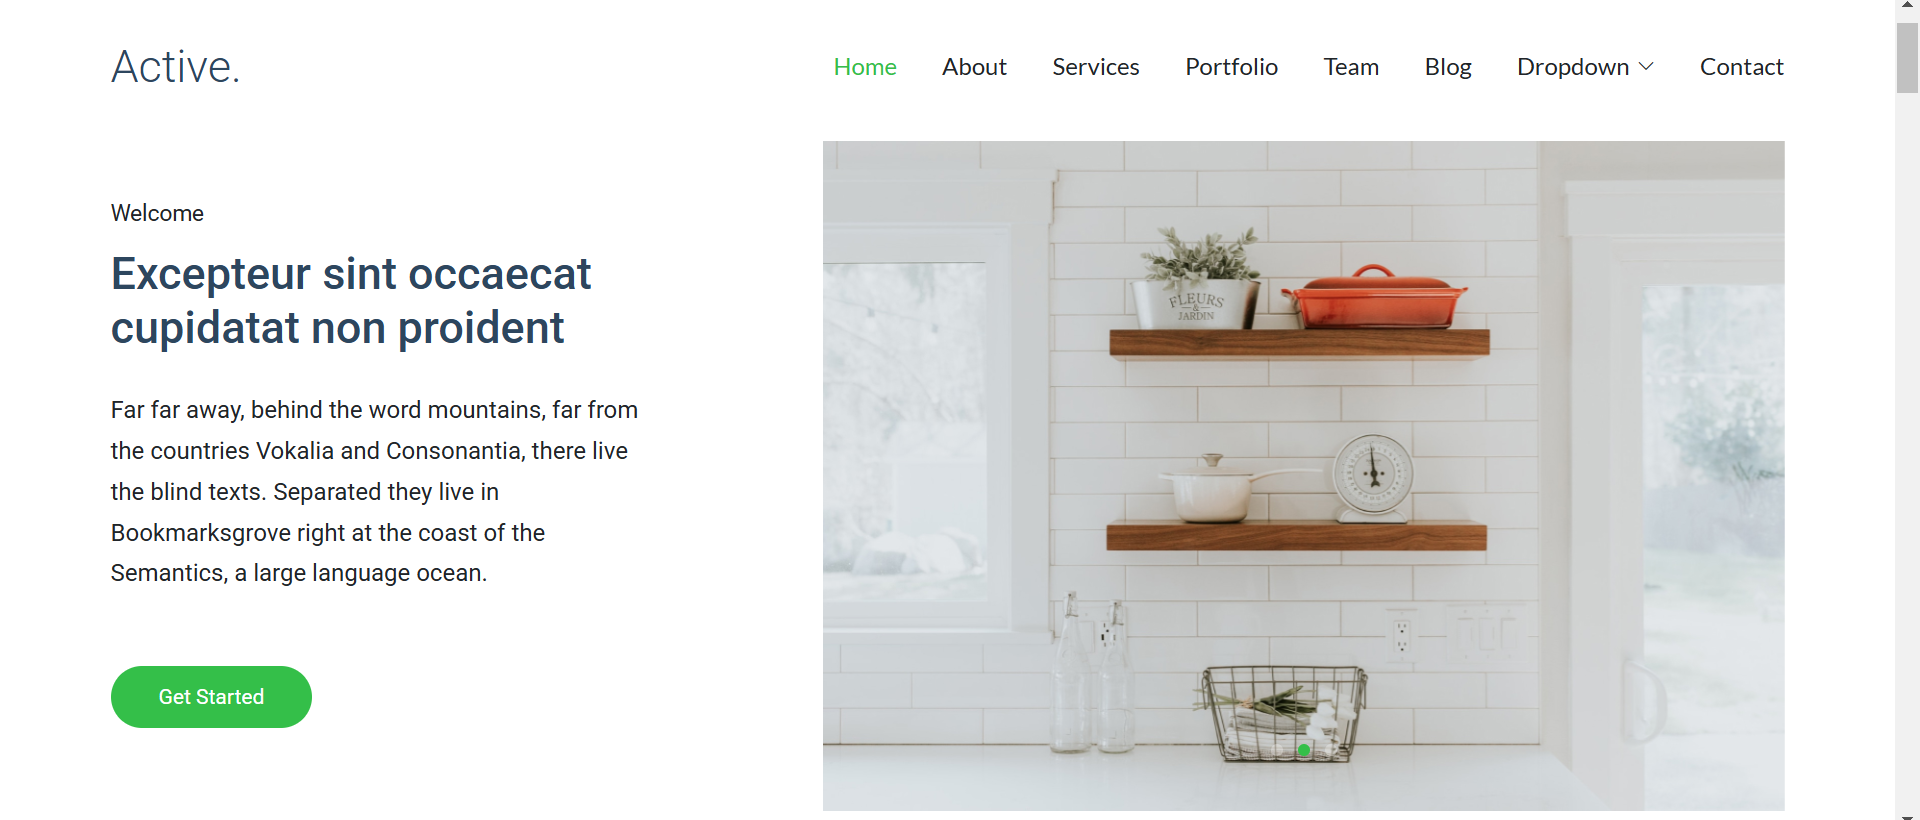 Active.
Home About Services Portfolio Team Blog Dropdown Contact
Welcome
Excepteur sint occaecat
cupidatat non proident
Far far away, behind the word mountains, far from
the countries Vokalia and Consonantia, there live
the blind texts. Separated they live in
Bookmarksgrove right at the coast of the
Semantics, a large language ocean.
Get Started
FLEURS
&
JARDIN